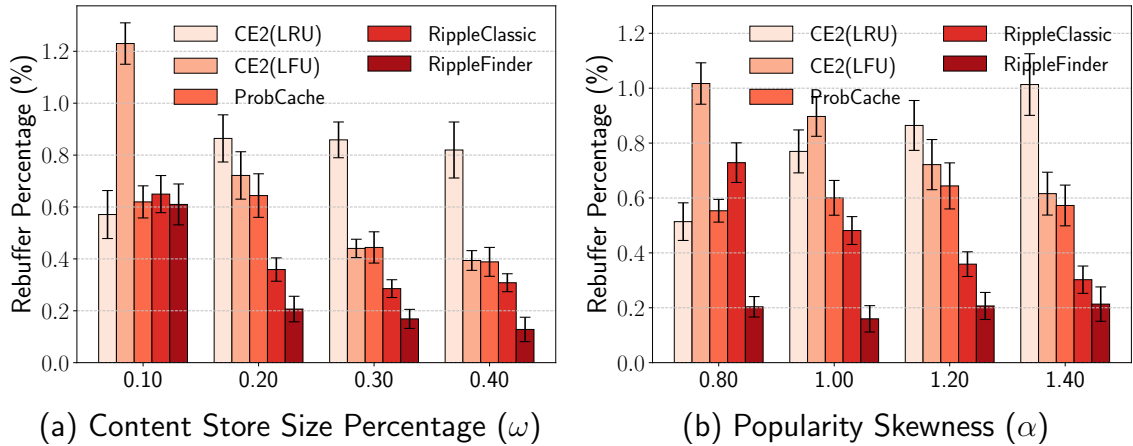 Rebuffer Percentage (%)
1.2
1.0
0.8
0.6
0.4
0.2
0.0
CE2(LRU)
CE2(LFU)
ProbCache
RippleClassic
RippleFinder
0.10 0.20 0.30 0.40
(a) Content Store Size Percentage (ω)
Rebuffer Percentage (%)
1.2
1.0
0.8
0.6
0.4
0.2
0.0
CE2(LRU)
CE2(LFU)
ProbCache
RippleClassic
RippleFinder
0.80 1.00 1.20 1.40
(b) Popularity Skewness (α)